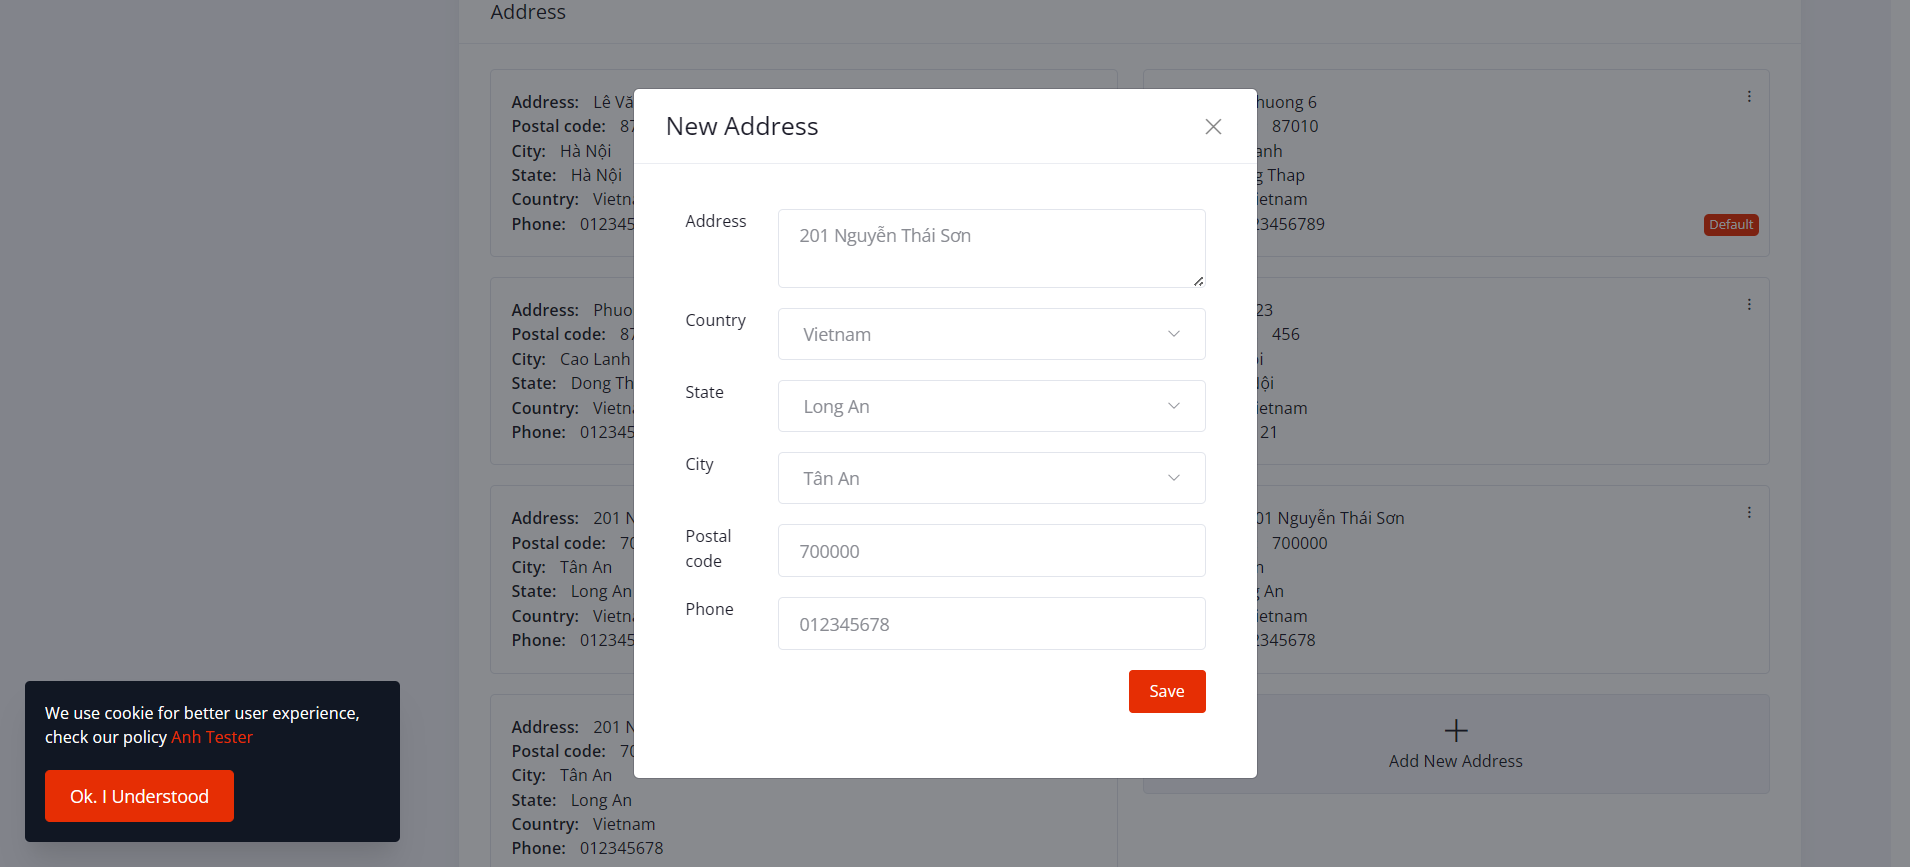 Address
Address: Lê Vă
Postal code: 87
City: Hà Nội
State: Hà Nội
Country: Vietna
Phone: 012345
huong 6
87010
anh
g Thap
ietnam
23456789
Default
Address: Phuo
Postal code: 87
City: Cao Lanh
State: Dong Th
Country: Vietna
Phone: 012345
23
456
ội
ietnam
21
Address: 201 N
Postal code: 70
City: Tân An
State: Long An
Country: Vietna
Phone: 012345
01 Nguyễn Thái Sơn
700000
n
g An
ietnam
2345678
Address: 201 N
Postal code: 70
City: Tân An
State: Long An
Country: Vietnam
Phone: 012345678
Add New Address
New Address
Address
201 Nguyễn Thái Sơn
Country
Vietnam
State
Long An
City
Tân An
Postal
code
700000
Phone
012345678
Save
We use cookie for better user experience,
check our policy Anh Tester
Ok. I Understood